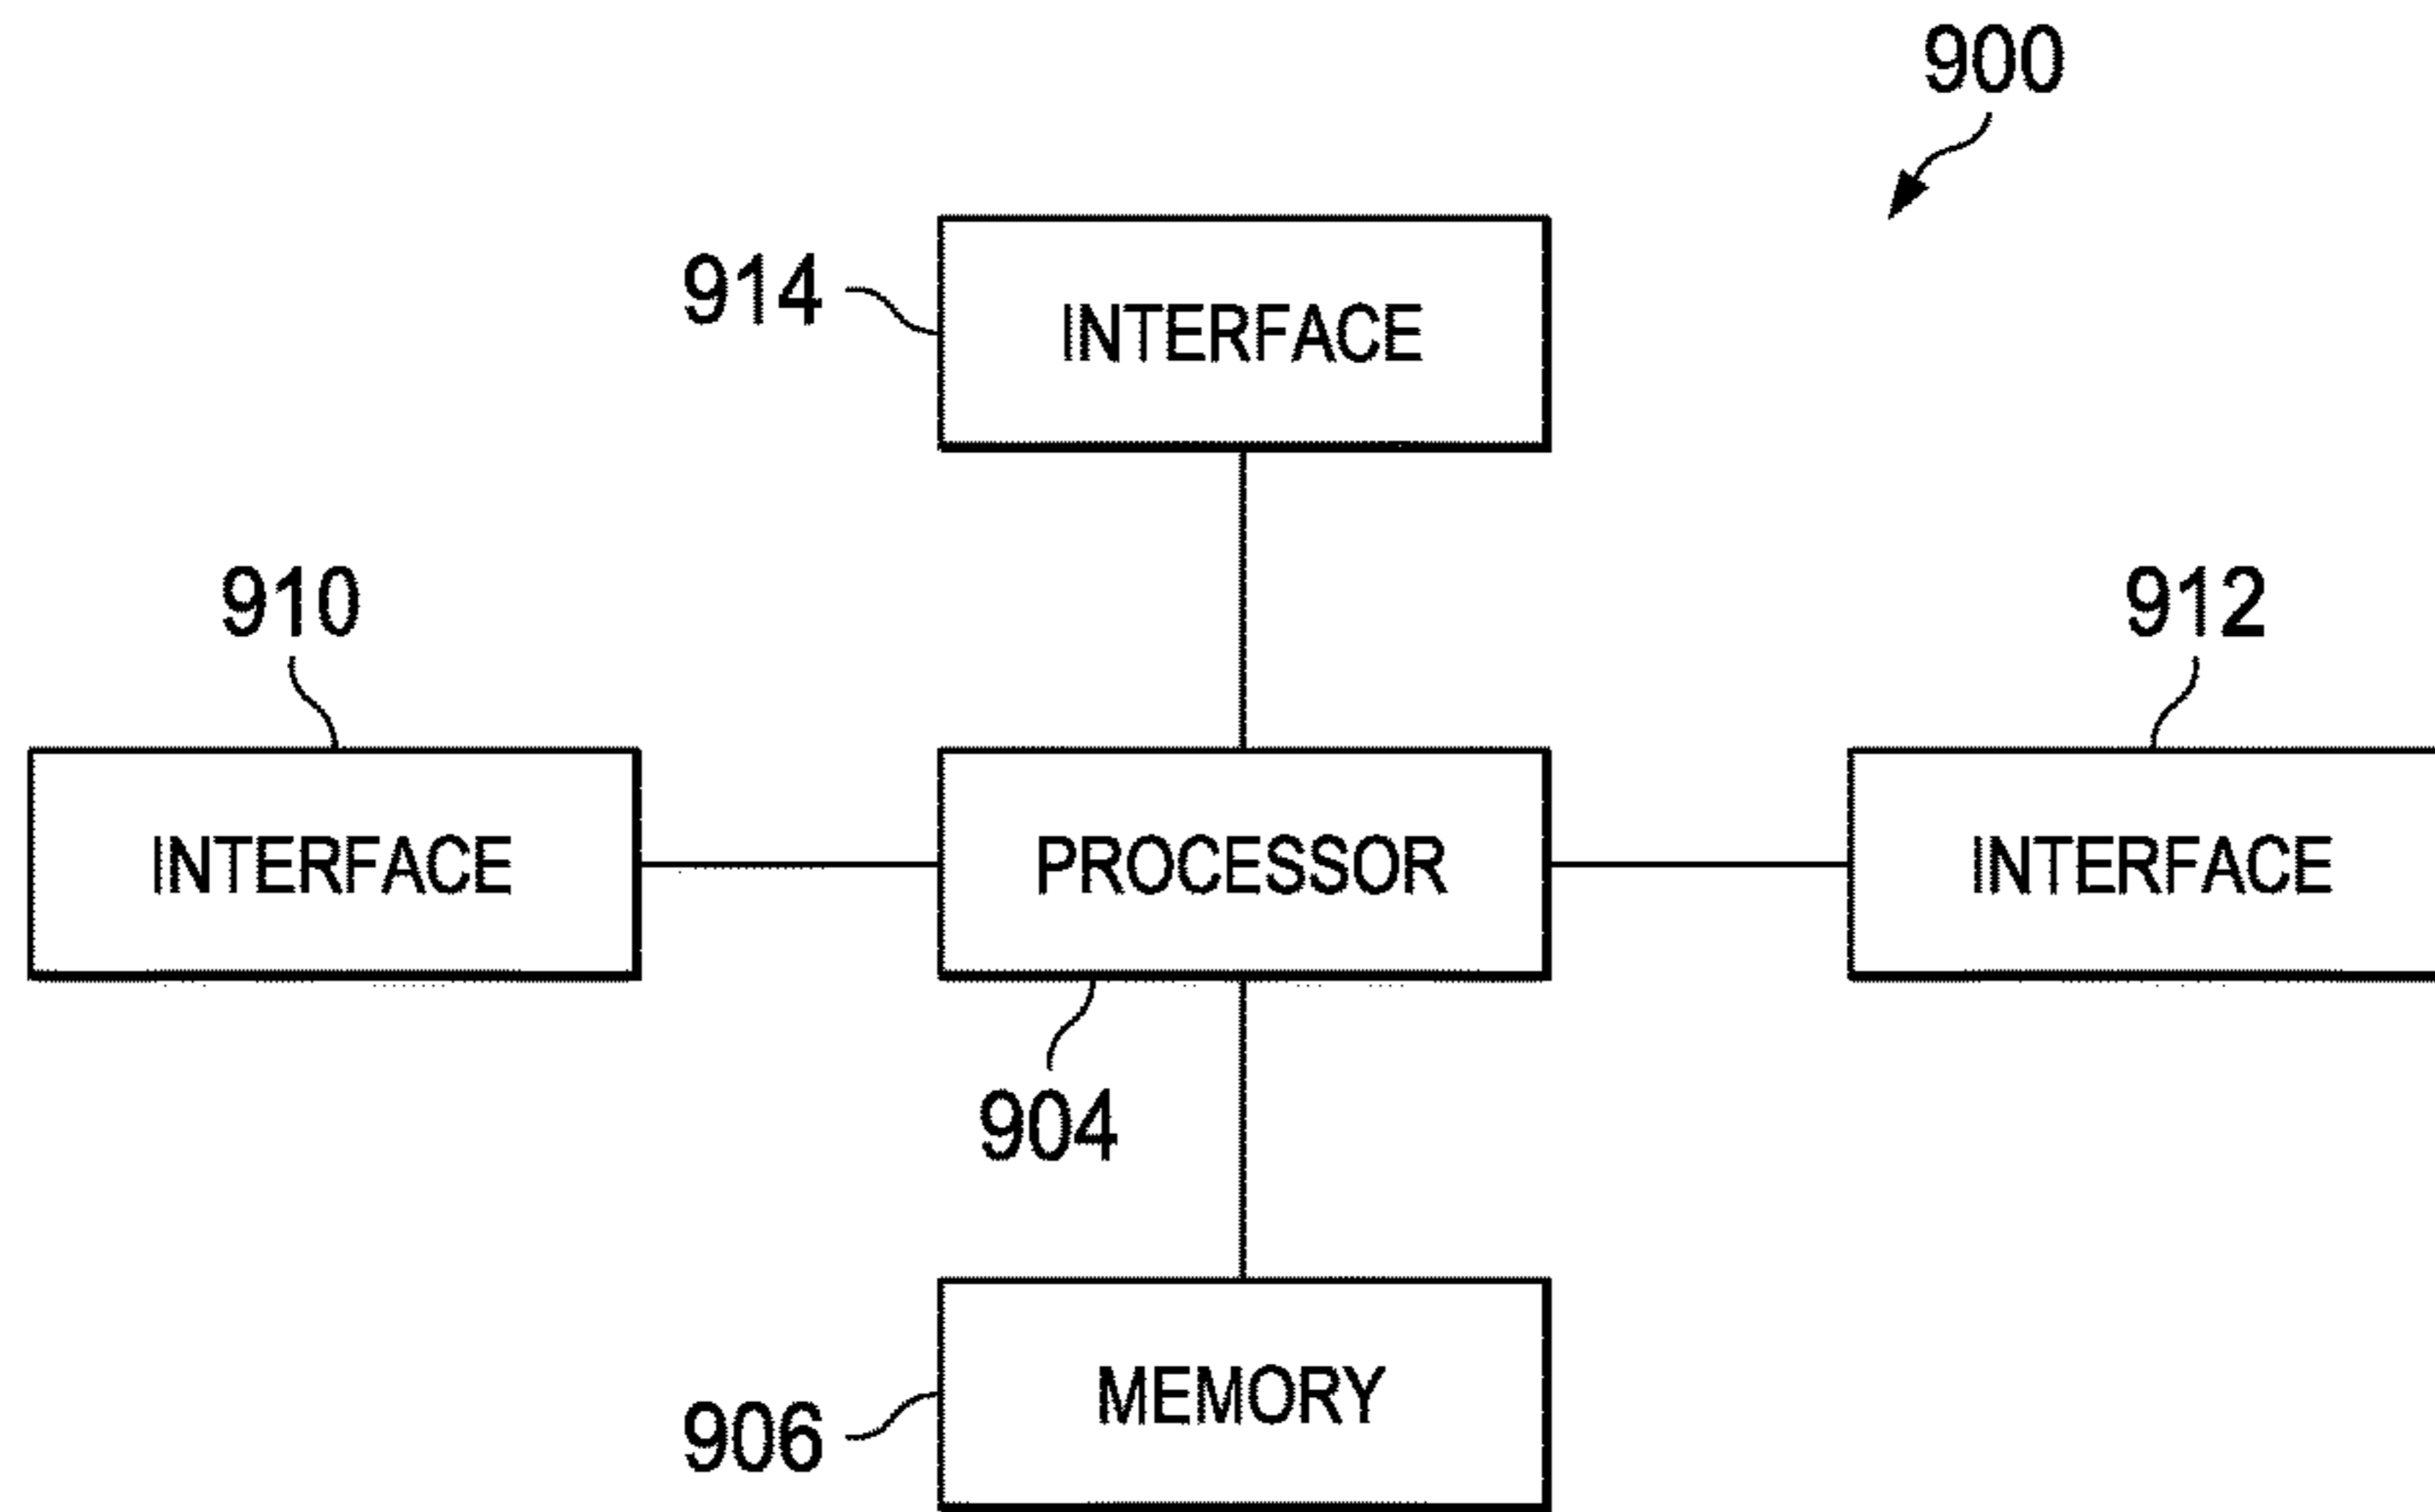 900
914
INTERFACE
910
912
INTERFACE
PROCESSOR
INTERFACE
904
MEMORY
906